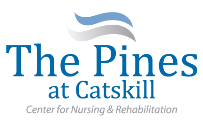 The Pines
at Catskill
Center for Nursing & Rehabilitation